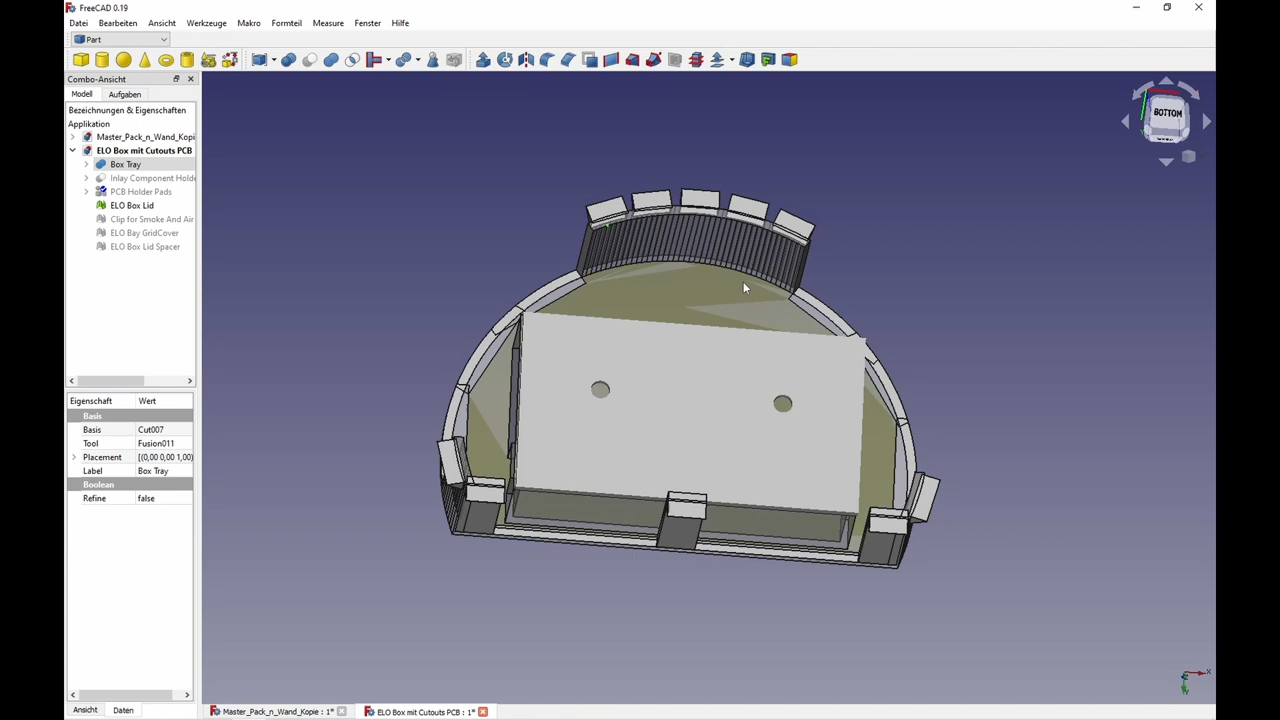 FreeCAD 0.19
Datei Bearbeiten Ansicht Werkzeuge Makro Formteil Measure Fenster Hilfe
Part
Combo-Ansicht
Modell Aufgaben
Bezeichnungen & Eigenschaften
Applikation
Master_Pack_n_Wand_Kopi
ELO Box mit Cutouts PCB
Box Tray
Inlay Component Holde
PCB Holder Pads
ELO Box Lid
Clip for Smoke And Air
ELO Bay GridCover
ELO Box Lid Spacer
Eigenschaft Wert
Basis
Basis Cut007
Tool Fusion011
Placement [(0,00 0,00 1,00)
Label Box Tray
Boolean
Refine false
Ansicht Daten
BOTTOM
X
Y
Master_Pack_n_Wand_Kopie : 1* ELO Box mit Cutouts PCB : 1*